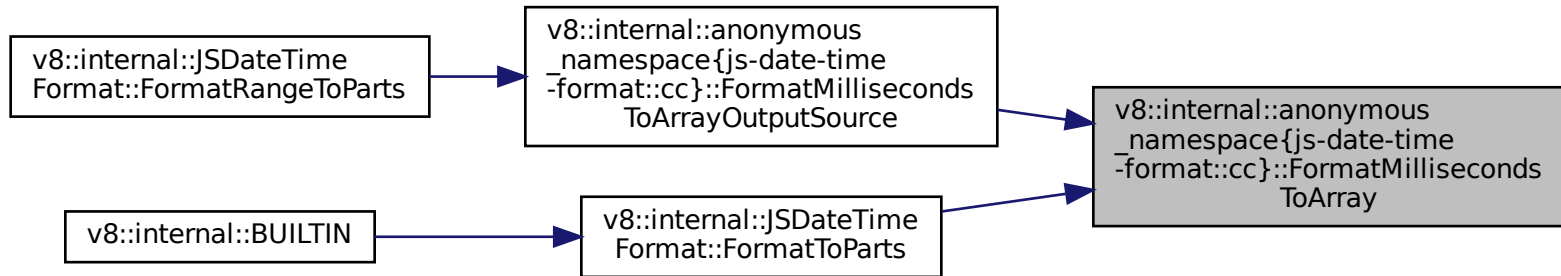 v8::internal::JSDateTime
Format::FormatRangeToParts
v8::internal::anonymous
_namespace{js-date-time
-format::cc}::FormatMilliseconds
ToArrayOutputSource
v8::internal::anonymous
_namespace{js-date-time
-format::cc}::FormatMilliseconds
ToArray
v8::internal::BUILTIN
v8::internal::JSDateTime
Format::FormatToParts